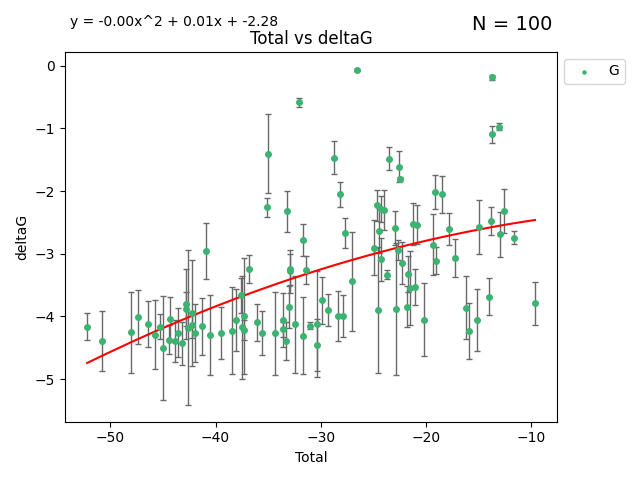 y = -0.00x^2 + 0.01x + -2.28
N = 100
Total vs deltaG
G
0
−1
−2
−3
−4
−5
deltaG
−50
−40
−30
−20
−10
Total